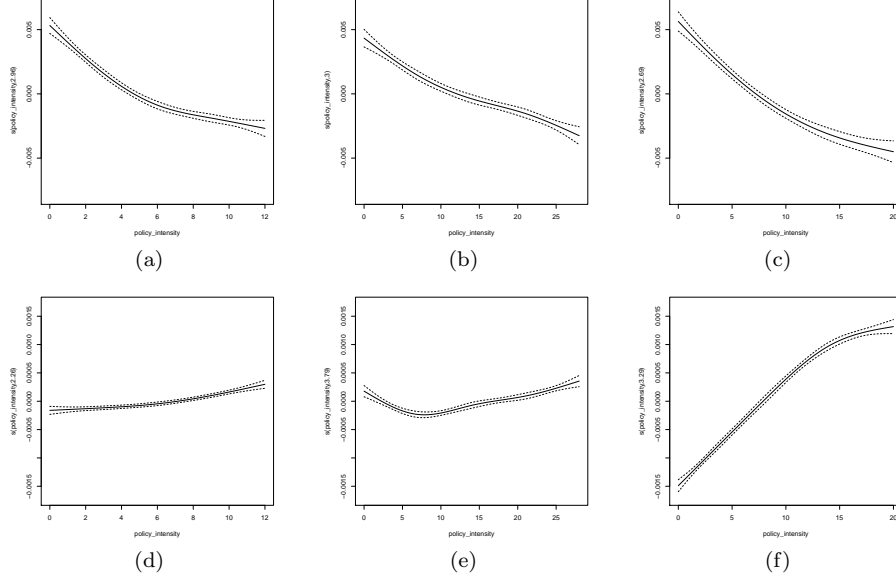 s(policy_intensity,2.96)
0.005
0.000
−0.005
0 2 4 6 8 10 12
policy_intensity
(a)
s(policy_intensity,3)
0.005
0.000
−0.005
0 5 10 15 20 25
policy_intensity
(b)
s(policy_intensity,2.69)
0.005
0.000
−0.005
0 5 10 15 20
policy_intensity
(c)
s(policy_intensity,2.26)
0.0015
0.0010
0.0005
0.0000
−0.0005
−0.0015
0 2 4 6 8 10 12
policy_intensity
(d)
s(policy_intensity,3.79)
0.0015
0.0010
0.0005
0.0000
−0.0005
−0.0015
0 5 10 15 20 25
policy_intensity
(e)
s(policy_intensity,3.29)
0.0015
0.0010
0.0005
0.0000
−0.0005
−0.0015
0 5 10 15 20
policy_intensity
(f)